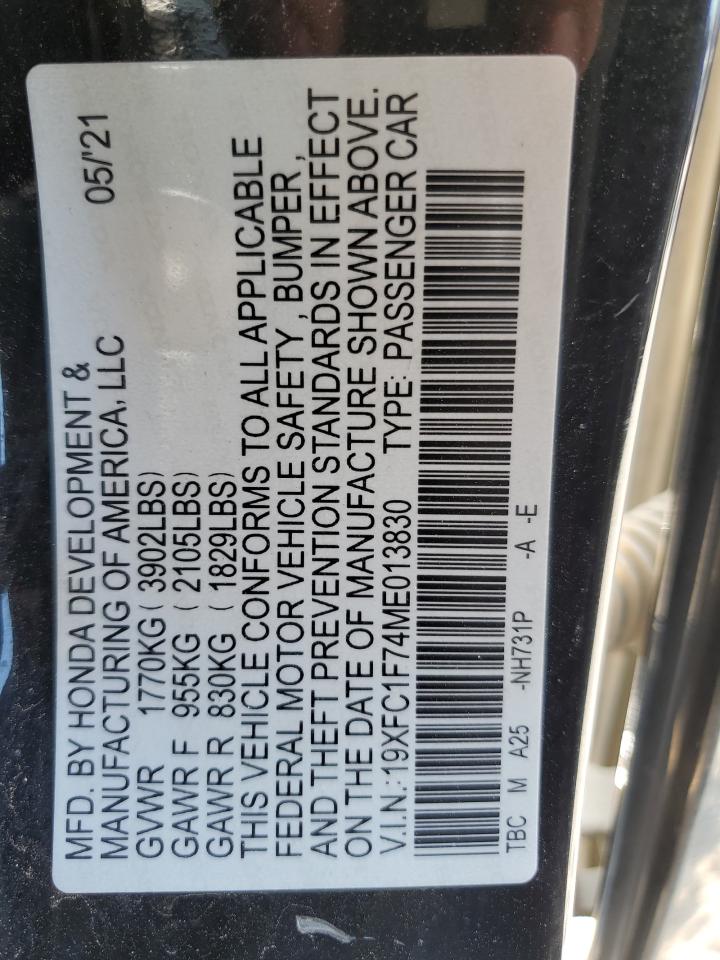 MFD. BY HONDA DEVELOPMENT & 05/'21
MANUFACTURING OF AMERICA, LLC
GVWR 1770KG ( 3902LBS)
GAWR F 955KG ( 2105LBS)
GAWR R 830KG ( 1829LBS)
THIS VEHICLE CONFORMS TO ALL APPLICABLE
FEDERAL MOTOR VEHICLE SAFETY , BUMPER ,
AND THEFT PREVENTION STANDARDS IN EFFECT
ON THE DATE OF MANUFACTURE SHOWN ABOVE.
V.I.N.: 19XFC1F74ME013830 TYPE: PASSENGER CAR
TBC M A25 -NH731P -A -E